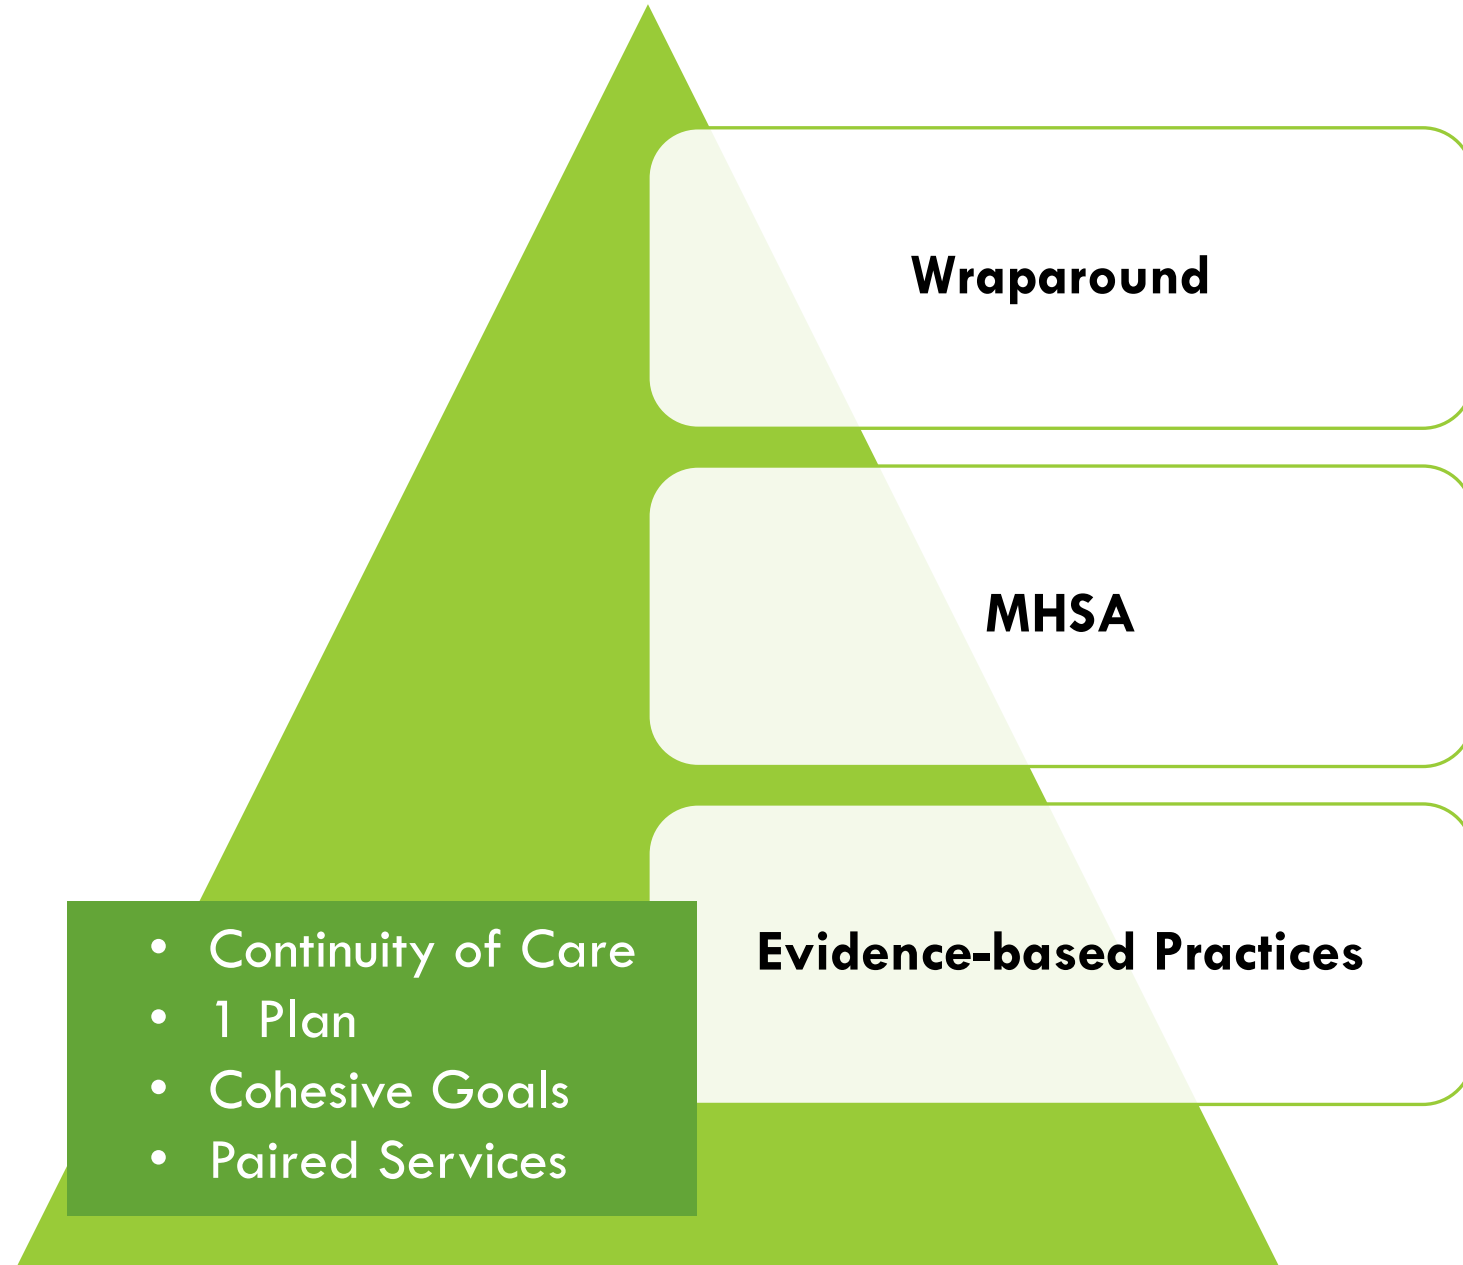 Wraparound
MHSA
Evidence-based Practices
• Continuity of Care
• 1 Plan
• Cohesive Goals
• Paired Services